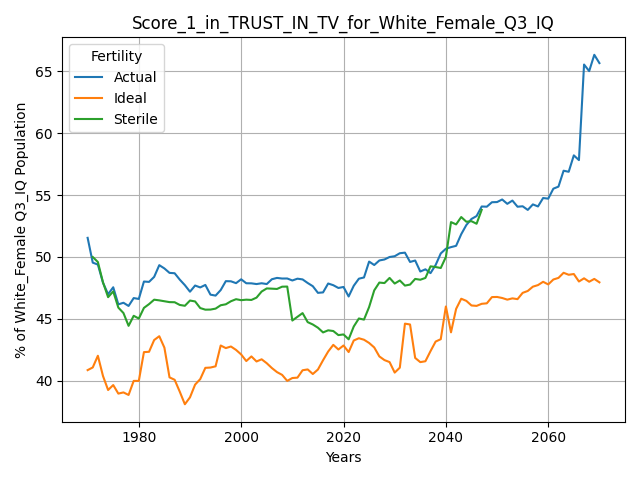 Score_1_in_TRUST_IN_TV_for_White_Female_Q3_IQ
Fertility
Actual
Ideal
Sterile
% of White_Female Q3_IQ Population
65
60
55
50
45
40
1980
2000
2020
2040
2060
Years